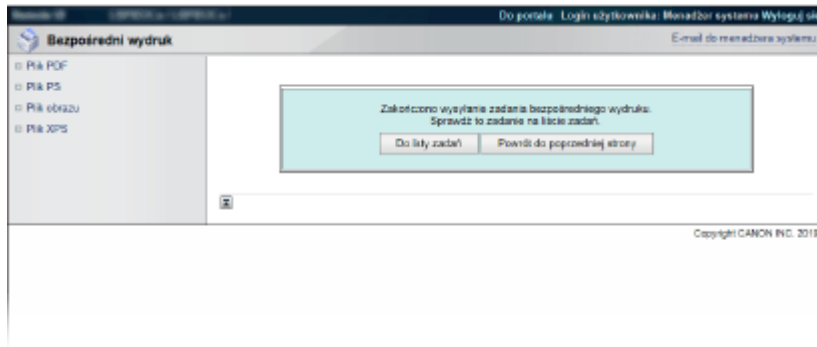 Do portalu Login użytkownika: Menadżer systemu Wyloguj się
Bezpośredni wydruk
E-mail do menadżera systemu
Plik PDF
Plik PS
Plik obrazu
Plik XPS
Zakończono wysyłanie zadania bezpośredniego wydruku.
Sprawdź to zadanie na liście zadań.
Do listy zadań
Powrót do poprzedniej strony
Copyright CANON INC. 2019